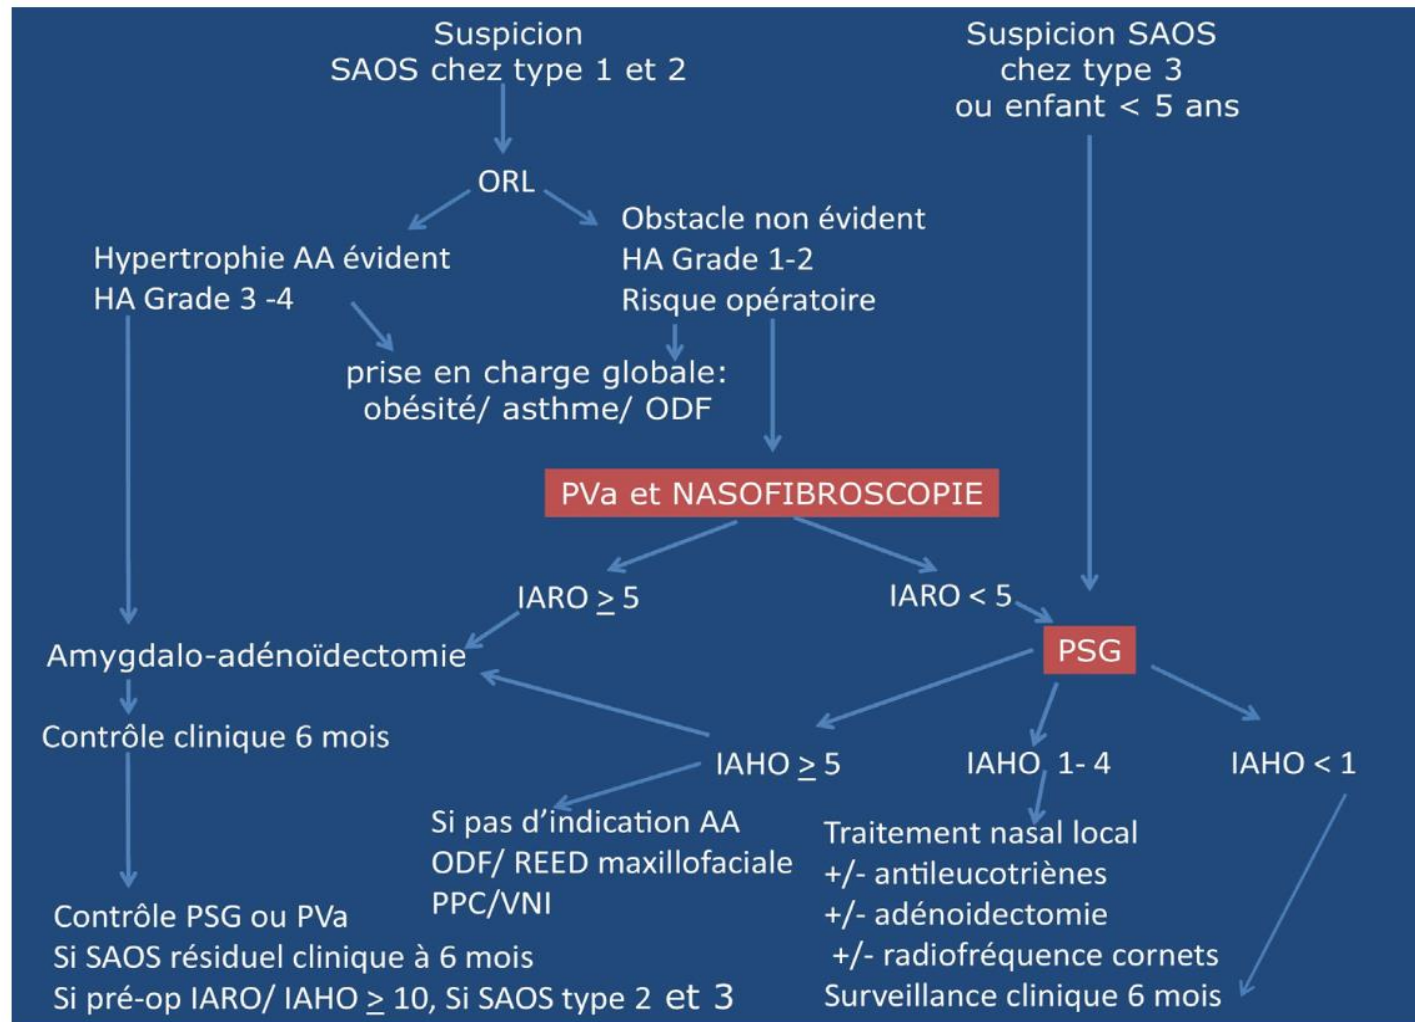 Suspicion
SAOS chez type 1 et 2
Suspicion SAOS
chez type 3
ou enfant < 5 ans
ORL
Hypertrophie AA évident
HA Grade 3 -4
Obstacle non évident
HA Grade 1-2
Risque opératoire
prise en charge globale:
obésité/ asthme/ ODF
PVa et NASOFIBROSCOPIE
IARO ≥ 5
IARO < 5
PSG
Amygdalo-adénoïdectomie
Contrôle clinique 6 mois
IAHO ≥ 5
IAHO 1- 4
IAHO < 1
Si pas d'indication AA
ODF/ REED maxillofaciale
PPC/VNI
Traitement nasal local
+/- antileucotriènes
+/- adénoidectomie
+/- radiofréquence cornets
Surveillance clinique 6 mois
Contrôle PSG ou PVa
Si SAOS résiduel clinique à 6 mois
Si pré-op IARO/ IAHO ≥ 10, Si SAOS type 2 et 3